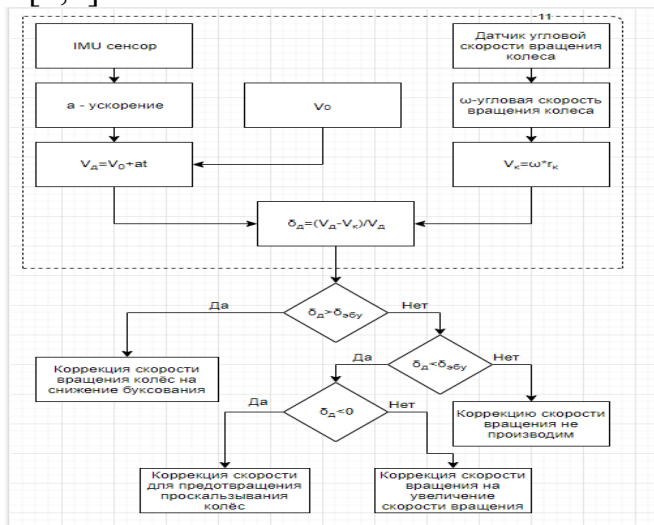 11
IMU сенсор
Датчик угловой
скорости вращения
колеса
a - ускорение
V₀
ω-угловая скорость
вращения колеса
Vд=V₀+at
Vк=ω*rк
δд=(Vд-Vк)/Vд
δд>δэбу
Да
Нет
Коррекция скорости
вращения колёс на
снижение буксования
δд<δэбу
Да
Нет
Коррекцию скорости
вращения не
производим
δд<0
Да
Нет
Коррекция скорости
для предотвращения
проскальзывания
колёс
Коррекция скорости
вращения на
увеличение
скорости вращения